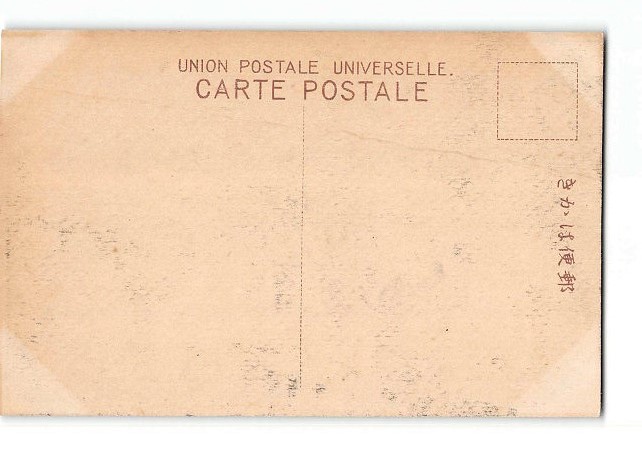 UNION POSTALE UNIVERSELLE.
CARTE POSTALE
きかは便郵